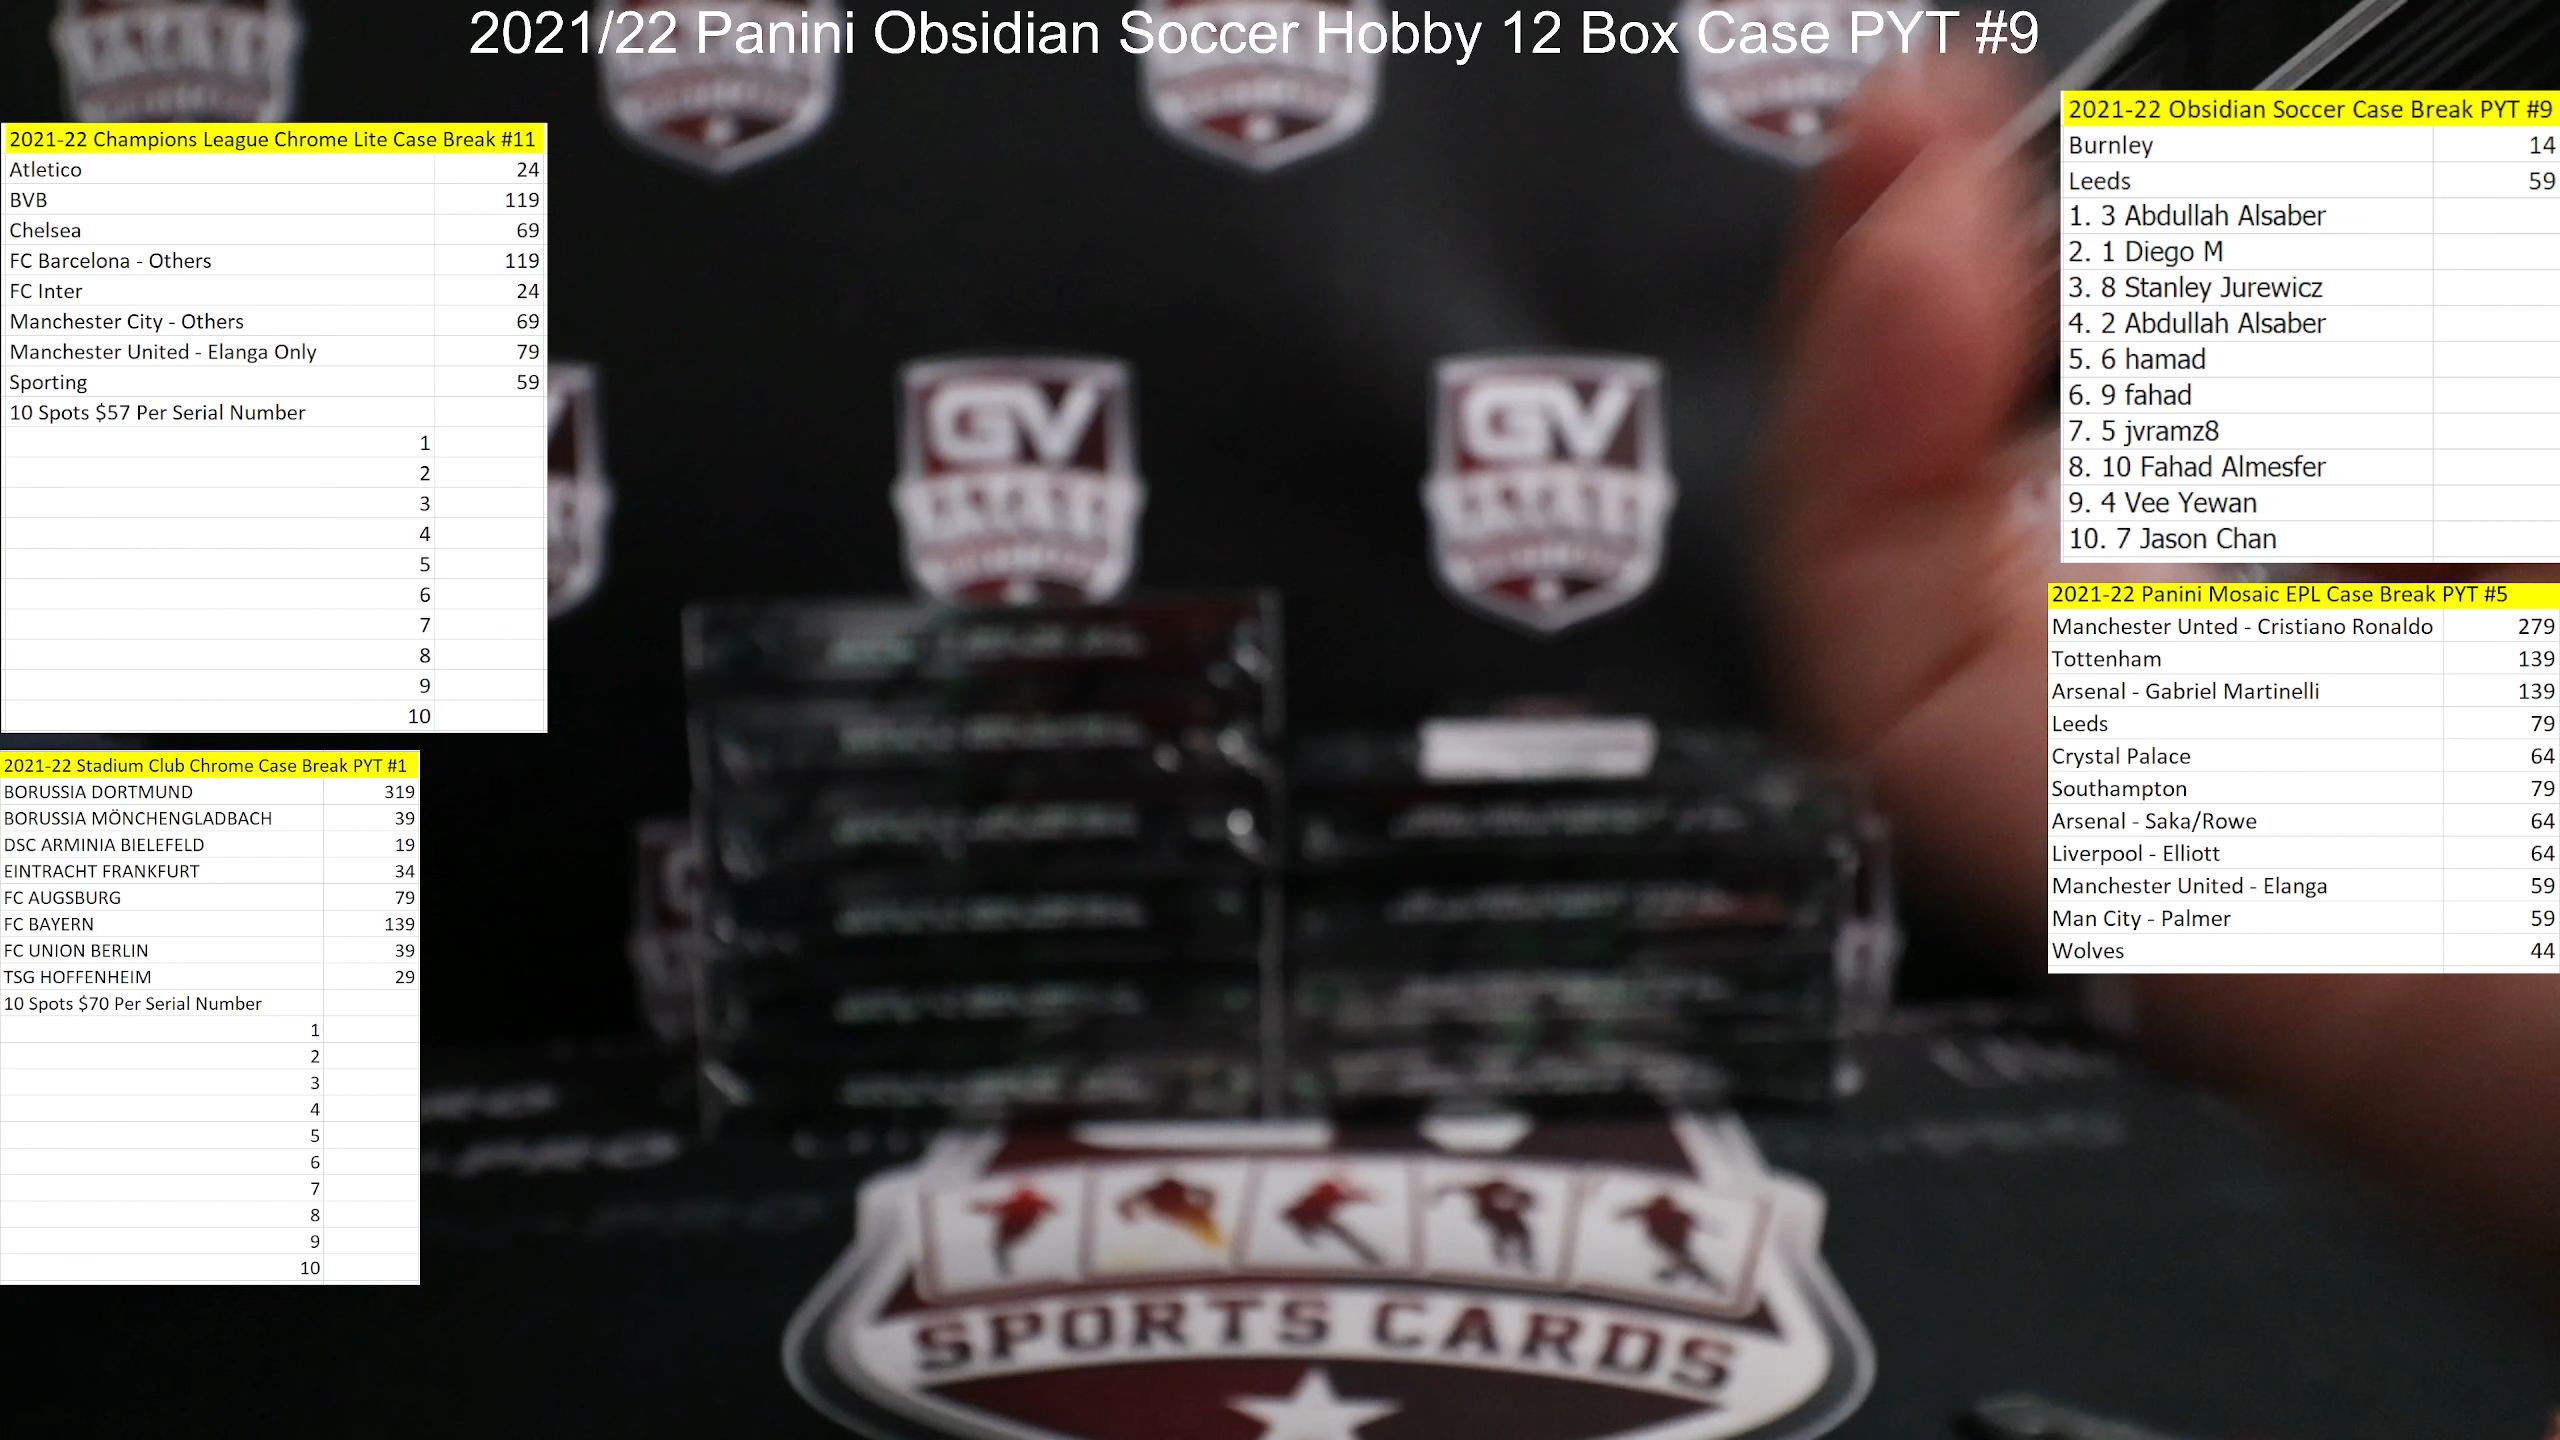 2021/22 Panini Obsidian Soccer Hobby 12 Box Case PYT #9
2021-22 Champions League Chrome Lite Case Break #11
Atletico 24
BVB 119
Chelsea 69
FC Barcelona - Others 119
FC Inter 24
Manchester City - Others 69
Manchester United - Elanga Only 79
Sporting 59
10 Spots $57 Per Serial Number
1
2
3
4
5
6
7
8
9
10
2021-22 Stadium Club Chrome Case Break PYT #1
BORUSSIA DORTMUND 319
BORUSSIA MÖNCHENGLADBACH 39
DSC ARMINIA BIELEFELD 19
EINTRACHT FRANKFURT 34
FC AUGSBURG 79
FC BAYERN 139
FC UNION BERLIN 39
TSG HOFFENHEIM 29
10 Spots $70 Per Serial Number
1
2
3
4
5
6
7
8
9
10
2021-22 Obsidian Soccer Case Break PYT #9
Burnley 14
Leeds 59
1. 3 Abdullah Alsaber
2. 1 Diego M
3. 8 Stanley Jurewicz
4. 2 Abdullah Alsaber
5. 6 hamad
6. 9 fahad
7. 5 jvramz8
8. 10 Fahad Almesfer
9. 4 Vee Yewan
10. 7 Jason Chan
2021-22 Panini Mosaic EPL Case Break PYT #5
Manchester Unted - Cristiano Ronaldo 279
Tottenham 139
Arsenal - Gabriel Martinelli 139
Leeds 79
Crystal Palace 64
Southampton 79
Arsenal - Saka/Rowe 64
Liverpool - Elliott 64
Manchester United - Elanga 59
Man City - Palmer 59
Wolves 44
GV
GV
SPORTS CARDS